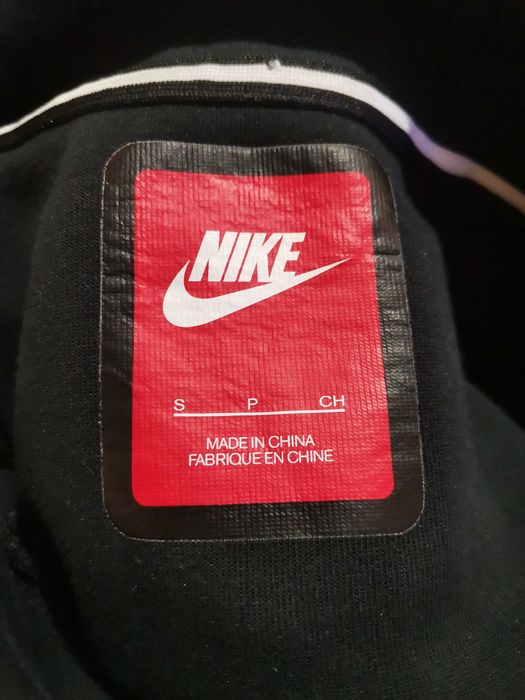 NIKE
S P CH
MADE IN CHINA
FABRIQUE EN CHINE